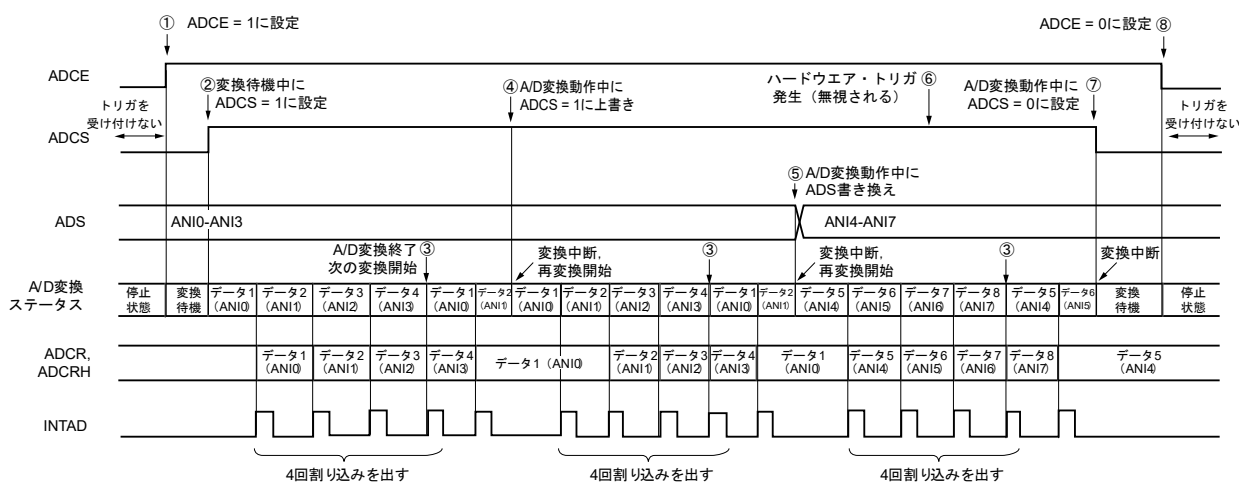 ① ADCE = 1に設定
ADCE = 0に設定 ⑧
ADCE
②変換待機中に
ADCS = 1に設定
④A/D変換動作中に
ADCS = 1に上書き
ハードウエア・トリガ ⑥
発生（無視される）
A/D変換動作中に ⑦
ADCS = 0に設定
トリガを
受け付けない
トリガを
受け付けない
ADCS
⑤A/D変換動作中に
ADS書き換え
ADS
ANI0-ANI3
ANI4-ANI7
A/D変換終了③
次の変換開始
変換中断,
再変換開始
③
変換中断,
再変換開始
③
変換中断
A/D変換
ステータス
停止 変換 データ1 データ2 データ3 データ4 データ1 データ2 データ1 データ2 データ3 データ4 データ1 データ2 データ5 データ6 データ7 データ8 データ5 データ6 変換 停止
状態 待機 (ANI0) (ANI1) (ANI2) (ANI3) (ANI0) (ANI1) (ANI0) (ANI1) (ANI2) (ANI3) (ANI0) (ANI1) (ANI4) (ANI5) (ANI6) (ANI7) (ANI4) (ANI5) 待機 状態
ADCR,
ADCRH
データ1 データ2 データ3 データ4 データ1 (ANI0) データ2 データ3 データ4 データ1 データ5 データ6 データ7 データ8 データ5
(ANI0) (ANI1) (ANI2) (ANI3) (ANI1) (ANI2) (ANI3) (ANI0) (ANI4) (ANI5) (ANI6) (ANI7) (ANI4)
INTAD
4回割り込みを出す
4回割り込みを出す
4回割り込みを出す